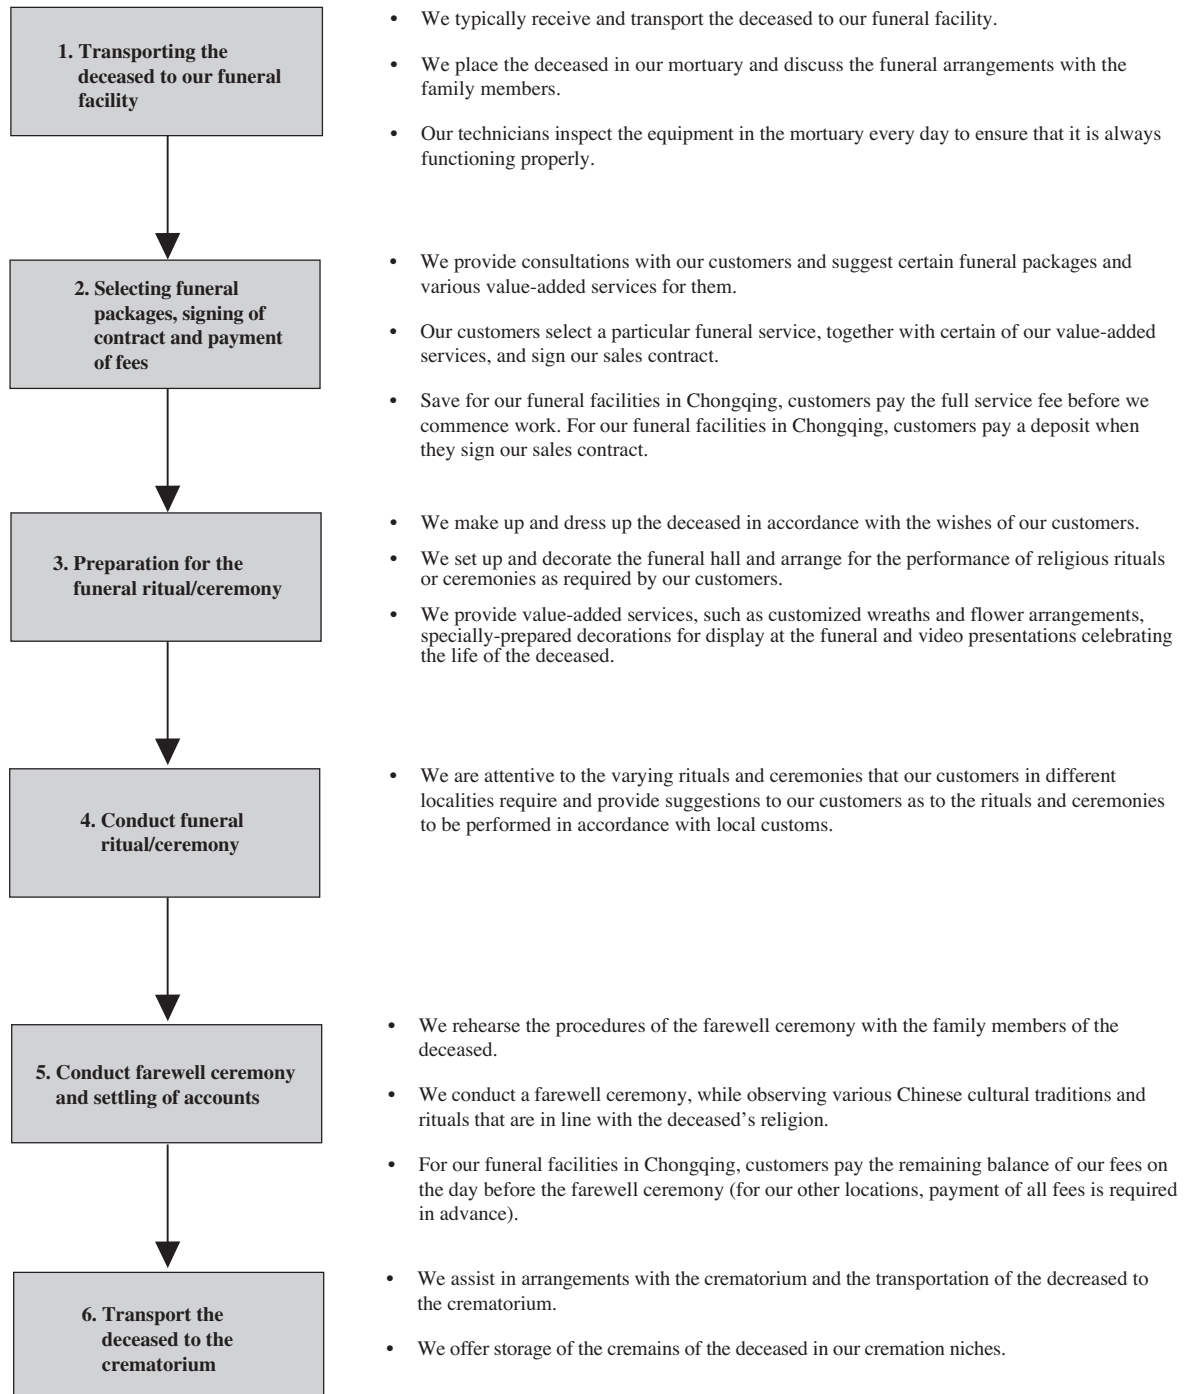 1. Transporting the
deceased to our funeral
facility
• We typically receive and transport the deceased to our funeral facility.
• We place the deceased in our mortuary and discuss the funeral arrangements with the
family members.
• Our technicians inspect the equipment in the mortuary every day to ensure that it is always
functioning properly.
2. Selecting funeral
packages, signing of
contract and payment
of fees
• We provide consultations with our customers and suggest certain funeral packages and
various value-added services for them.
• Our customers select a particular funeral service, together with certain of our value-added
services, and sign our sales contract.
• Save for our funeral facilities in Chongqing, customers pay the full service fee before we
commence work. For our funeral facilities in Chongqing, customers pay a deposit when
they sign our sales contract.
3. Preparation for the
funeral ritual/ceremony
• We make up and dress up the deceased in accordance with the wishes of our customers.
• We set up and decorate the funeral hall and arrange for the performance of religious rituals
or ceremonies as required by our customers.
• We provide value-added services, such as customized wreaths and flower arrangements,
specially-prepared decorations for display at the funeral and video presentations celebrating
the life of the deceased.
4. Conduct funeral
ritual/ceremony
• We are attentive to the varying rituals and ceremonies that our customers in different
localities require and provide suggestions to our customers as to the rituals and ceremonies
to be performed in accordance with local customs.
5. Conduct farewell ceremony
and settling of accounts
• We rehearse the procedures of the farewell ceremony with the family members of the
deceased.
• We conduct a farewell ceremony, while observing various Chinese cultural traditions and
rituals that are in line with the deceased's religion.
• For our funeral facilities in Chongqing, customers pay the remaining balance of our fees on
the day before the farewell ceremony (for our other locations, payment of all fees is required
in advance).
6. Transport the
deceased to the
crematorium
• We assist in arrangements with the crematorium and the transportation of the decreased to
the crematorium.
• We offer storage of the cremains of the deceased in our cremation niches.